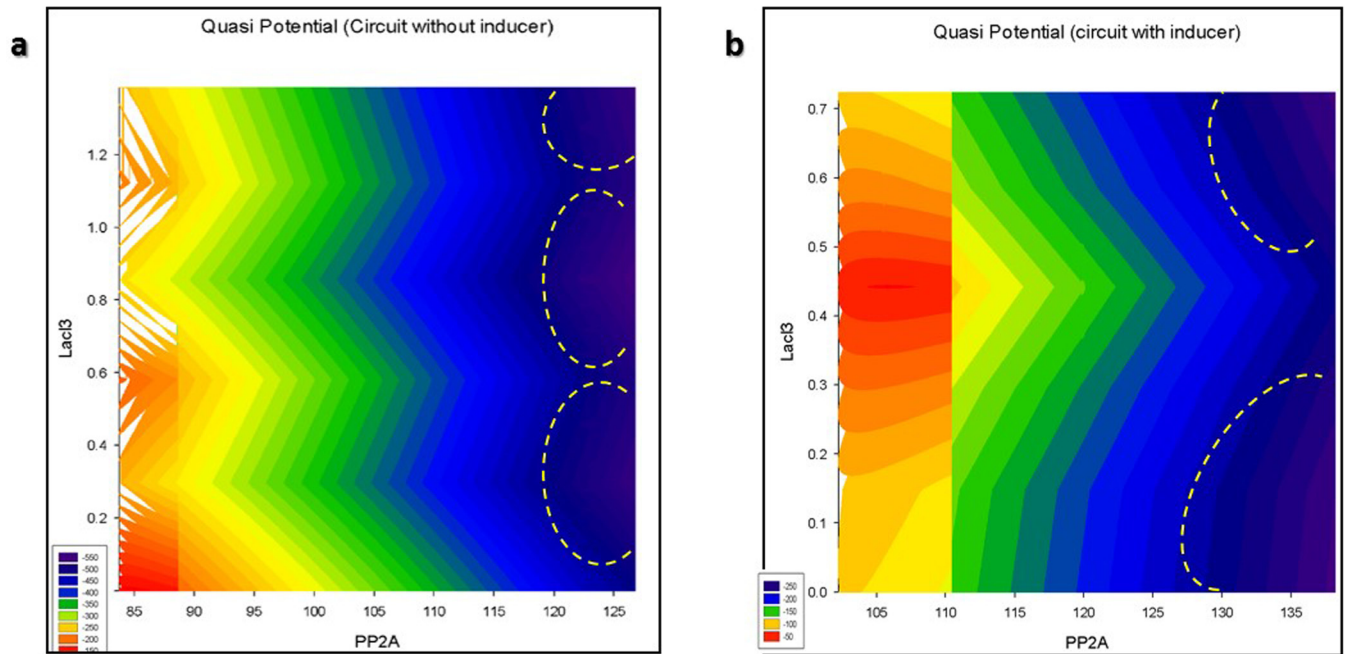 a
Quasi Potential (Circuit without inducer)
LacI3
1.2
1.0
0.8
0.6
0.4
0.2
-550
-500
-450
-400
-350
-300
-250
-200
-150
85 90 95 100 105 110 115 120 125
PP2A
b
Quasi Potential (circuit with inducer)
LacI3
0.7
0.6
0.5
0.4
0.3
0.2
0.1
0.0
-250
-200
-150
-100
-50
105 110 115 120 125 130 135
PP2A